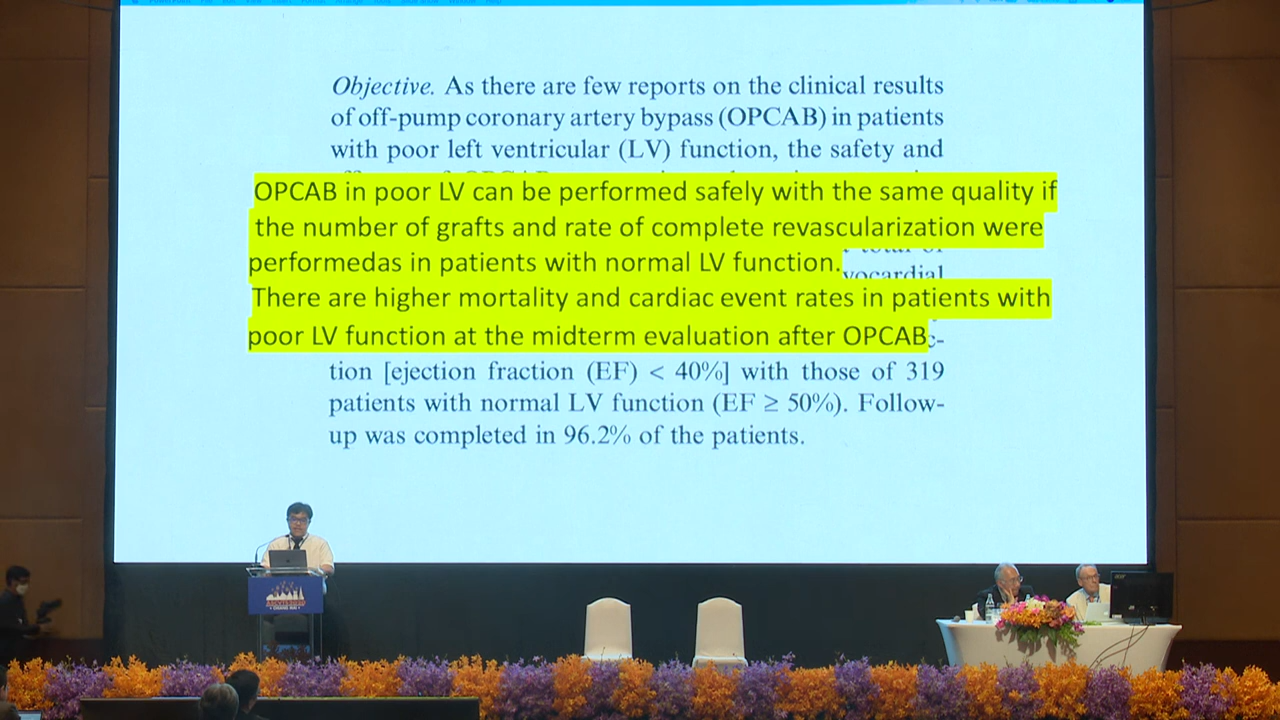 Objective. As there are few reports on the clinical results
of off-pump coronary artery bypass (OPCAB) in patients
with poor left ventricular (LV) function, the safety and
OPCAB in poor LV can be performed safely with the same quality if
the number of grafts and rate of complete revascularization were
performedas in patients with normal LV function.
There are higher mortality and cardiac event rates in patients with
poor LV function at the midterm evaluation after OPCAB
tion [ejection fraction (EF) < 40%] with those of 319
patients with normal LV function (EF ≥ 50%). Follow-
up was completed in 96.2% of the patients.